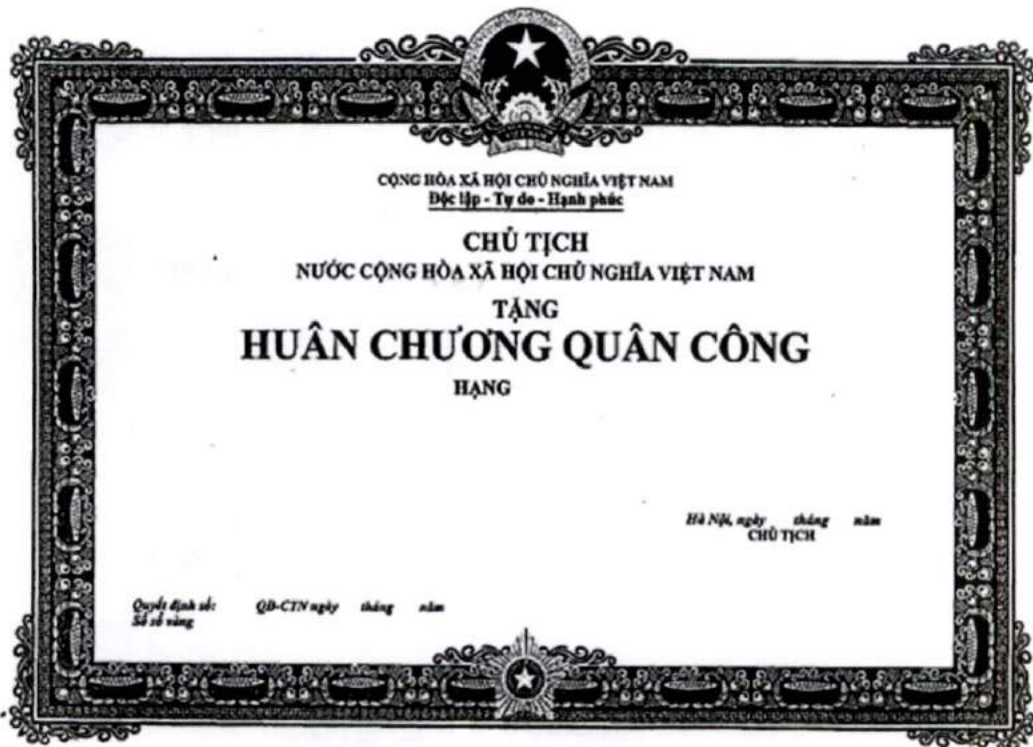 CỘNG HÒA XÃ HỘI CHỦ NGHĨA VIỆT NAM
Độc lập - Tự do - Hạnh phúc
CHỦ TỊCH
NƯỚC CỘNG HÒA XÃ HỘI CHỦ NGHĨA VIỆT NAM
TẶNG
HUÂN CHƯƠNG QUÂN CÔNG
HẠNG
Hà Nội, ngày tháng năm
CHỦ TỊCH
Quyết định số: QĐ-CTN ngày tháng năm
Số sổ vàng